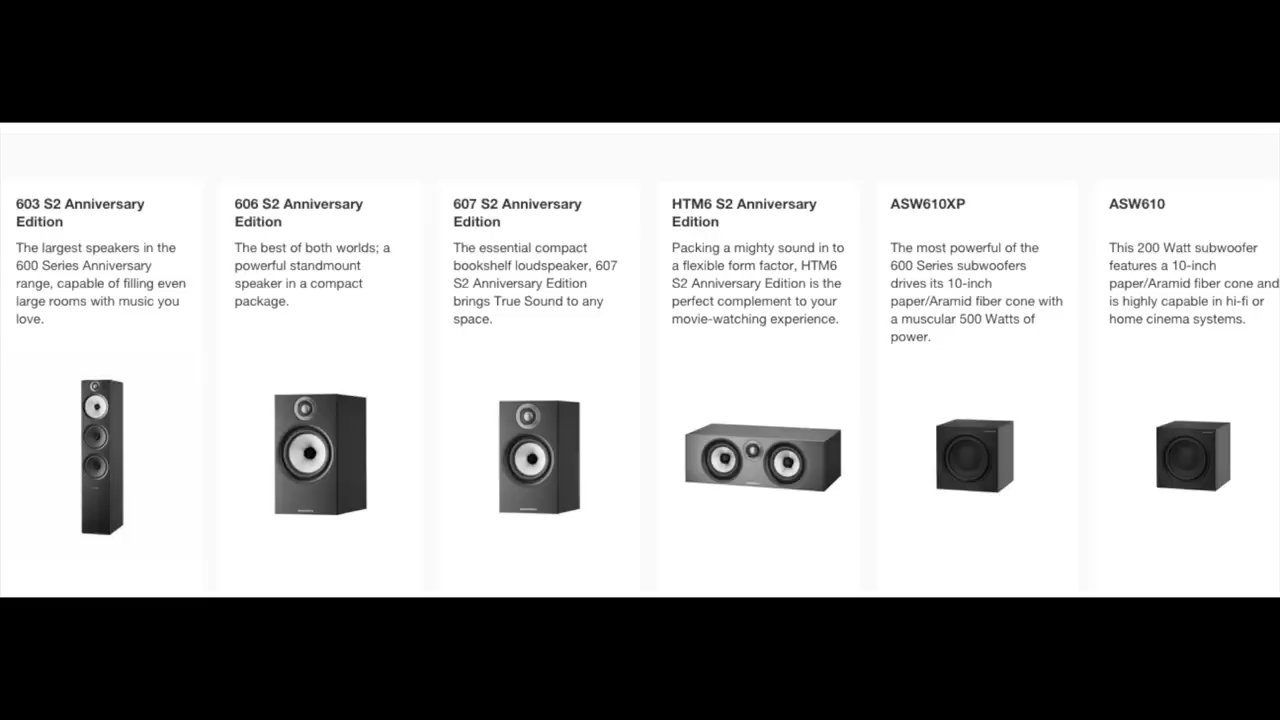 603 S2 Anniversary
Edition
The largest speakers in the
600 Series Anniversary
range, capable of filling even
large rooms with music you
love.
606 S2 Anniversary
Edition
The best of both worlds; a
powerful standmount
speaker in a compact
package.
607 S2 Anniversary
Edition
The essential compact
bookshelf loudspeaker, 607
S2 Anniversary Edition
brings True Sound to any
space.
HTM6 S2 Anniversary
Edition
Packing a mighty sound in to
a flexible form factor, HTM6
S2 Anniversary Edition is the
perfect complement to your
movie-watching experience.
ASW610XP
The most powerful of the
600 Series subwoofers
drives its 10-inch
paper/Aramid fiber cone with
a muscular 500 Watts of
power.
ASW610
This 200 Watt subwoofer
features a 10-inch
paper/Aramid fiber cone and
is highly capable in hi-fi or
home cinema systems.